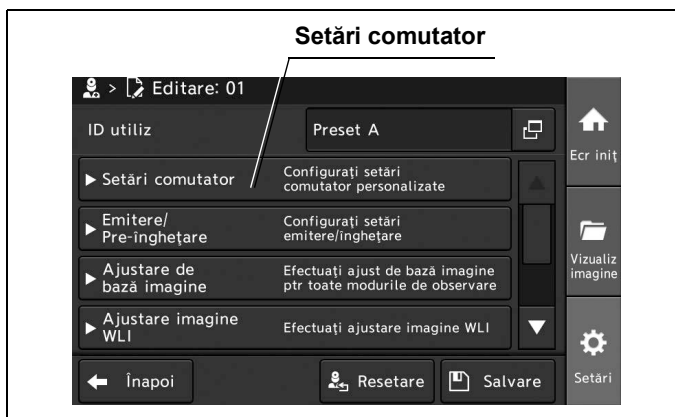 Setări comutator
> Editare: 01
ID utiliz
Preset A
Ecr iniț
Setări comutator
Configurați setări
comutator personalizate
Emitere/
Pre-înghețare
Configurați setări
emitere/înghețare
Vizualiz
imagine
Ajustare de
bază imagine
Efectuați ajust de bază imagine
ptr toate modurile de observare
Ajustare imagine
WLI
Efectuați ajustare imagine WLI
Înapoi
Resetare
Salvare
Setări